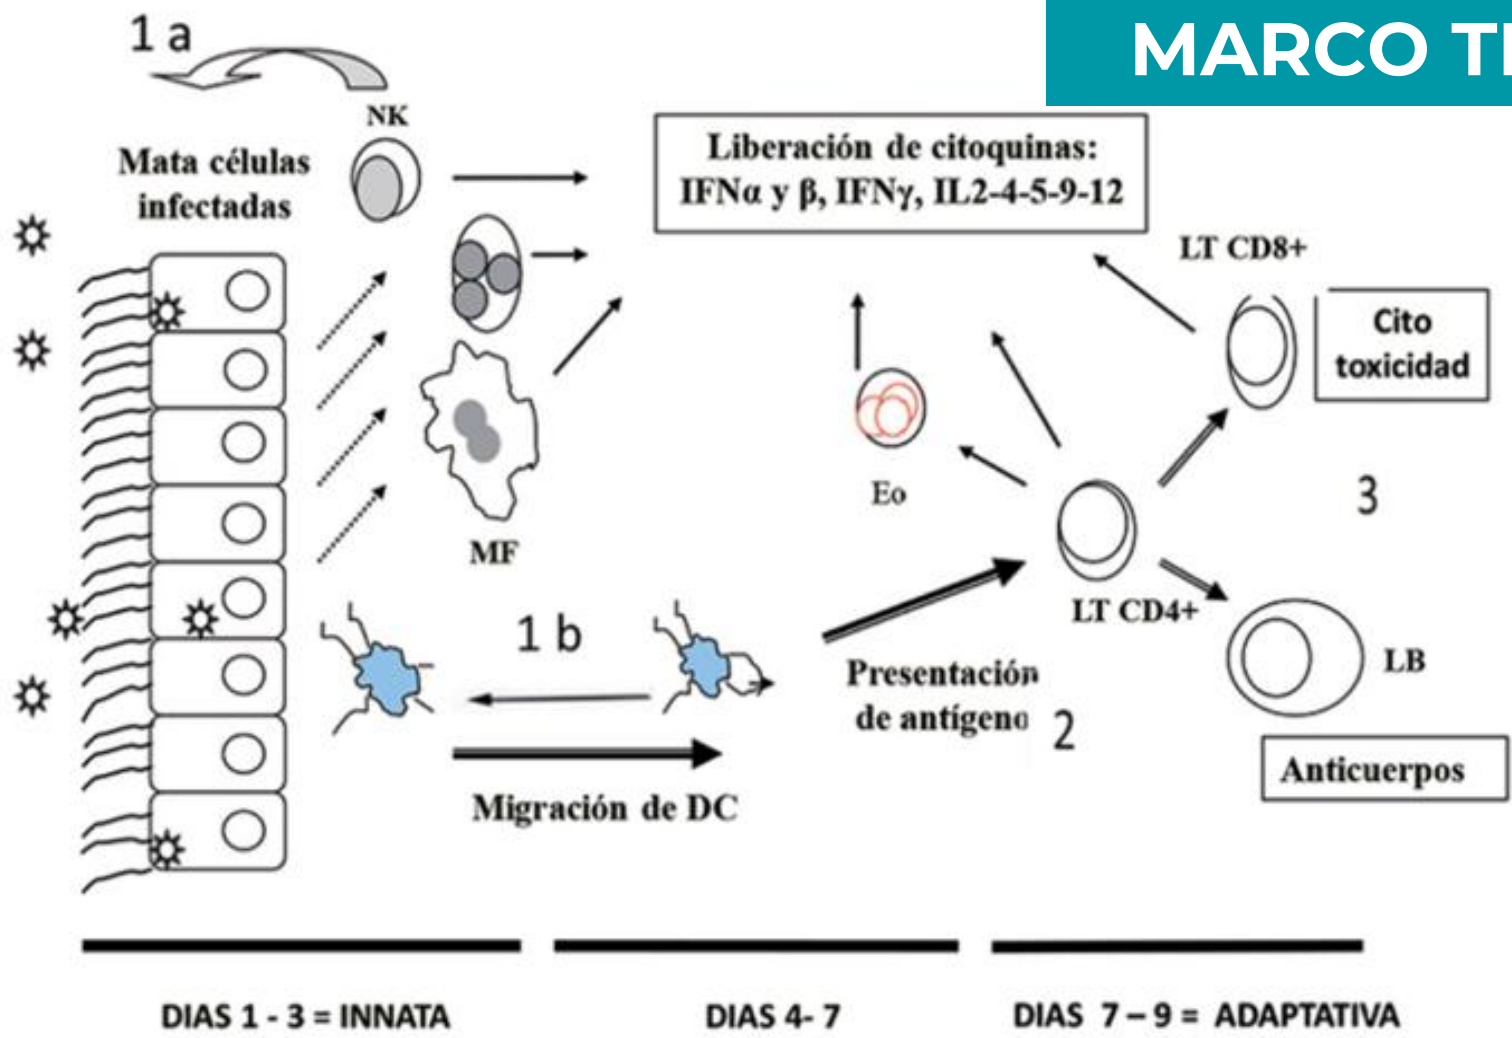 MARCO T
1 a
NK
Mata células
infectadas
Liberación de citoquinas:
IFNα y β, IFNγ, IL2-4-5-9-12
LT CD8+
Cito
toxicidad
Eo
3
MF
LT CD4+
1 b
LB
Presentación
de antígeno
2
Anticuerpos
Migración de DC
DIAS 1 - 3 = INNATA
DIAS 4- 7
DIAS 7 – 9 = ADAPTATIVA